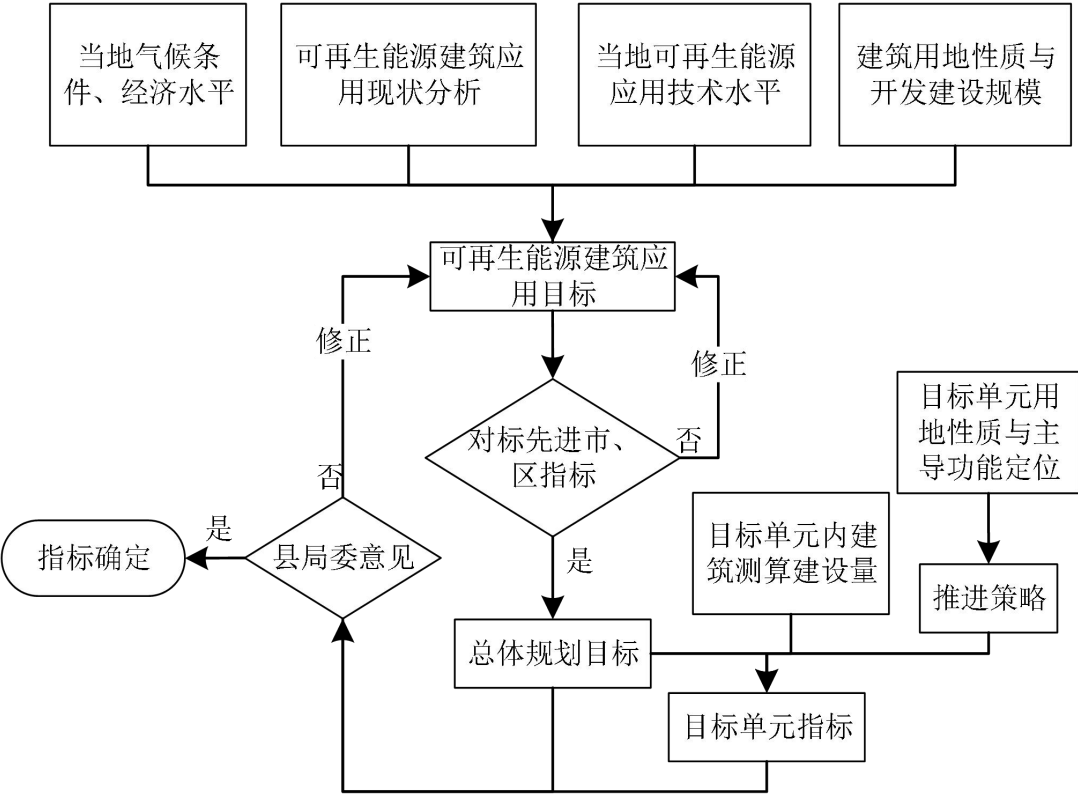 当地气候条
件、经济水平
可再生能源建筑应
用现状分析
当地可再生能源
应用技术水平
建筑用地性质与
开发建设规模
可再生能源建筑应
用目标
修正
修正
对标先进市、
区指标
否
目标单元用
地性质与主
导功能定位
否
是
指标确定
县局委意见
是
目标单元内建
筑测算建设量
推进策略
总体规划目标
目标单元指标